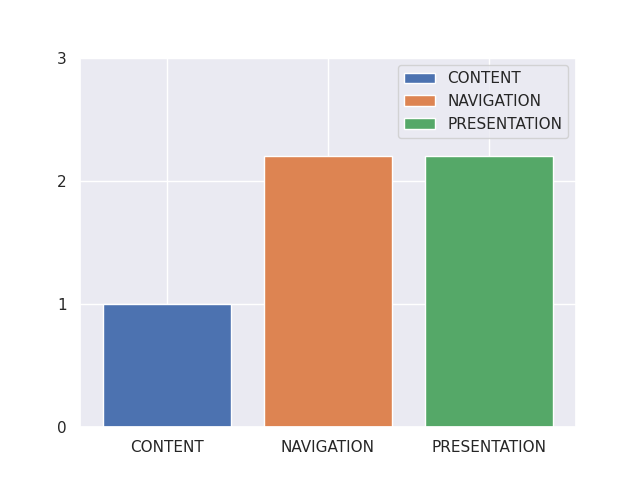 3
2
1
0
CONTENT
NAVIGATION
PRESENTATION
CONTENT NAVIGATION PRESENTATION